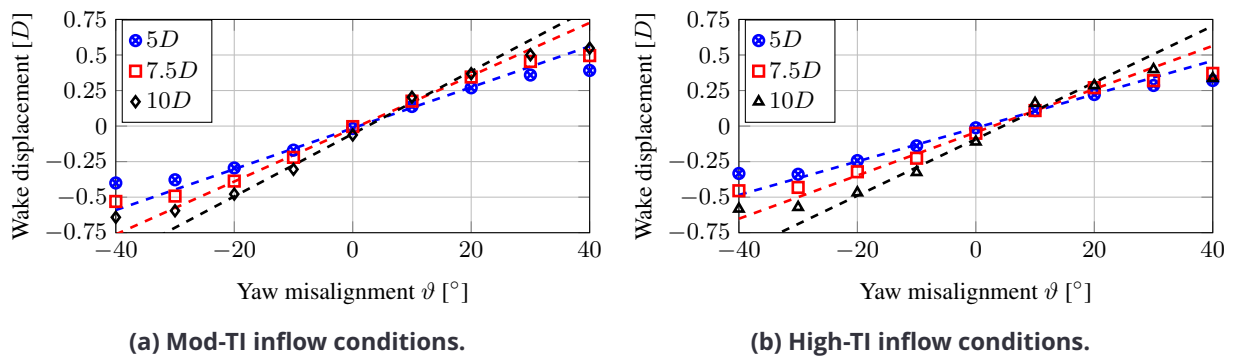 0.75
0.5
0.25
0
−0.25
−0.5
−0.75
Wake displacement [D]
5D
7.5D
10D
−40
−20
0
20
40
Yaw misalignment ϑ [°]
(a) Mod-TI inflow conditions.
0.75
0.5
0.25
0
−0.25
−0.5
−0.75
Wake displacement [D]
5D
7.5D
10D
−40
−20
0
20
40
Yaw misalignment ϑ [°]
(b) High-TI inflow conditions.